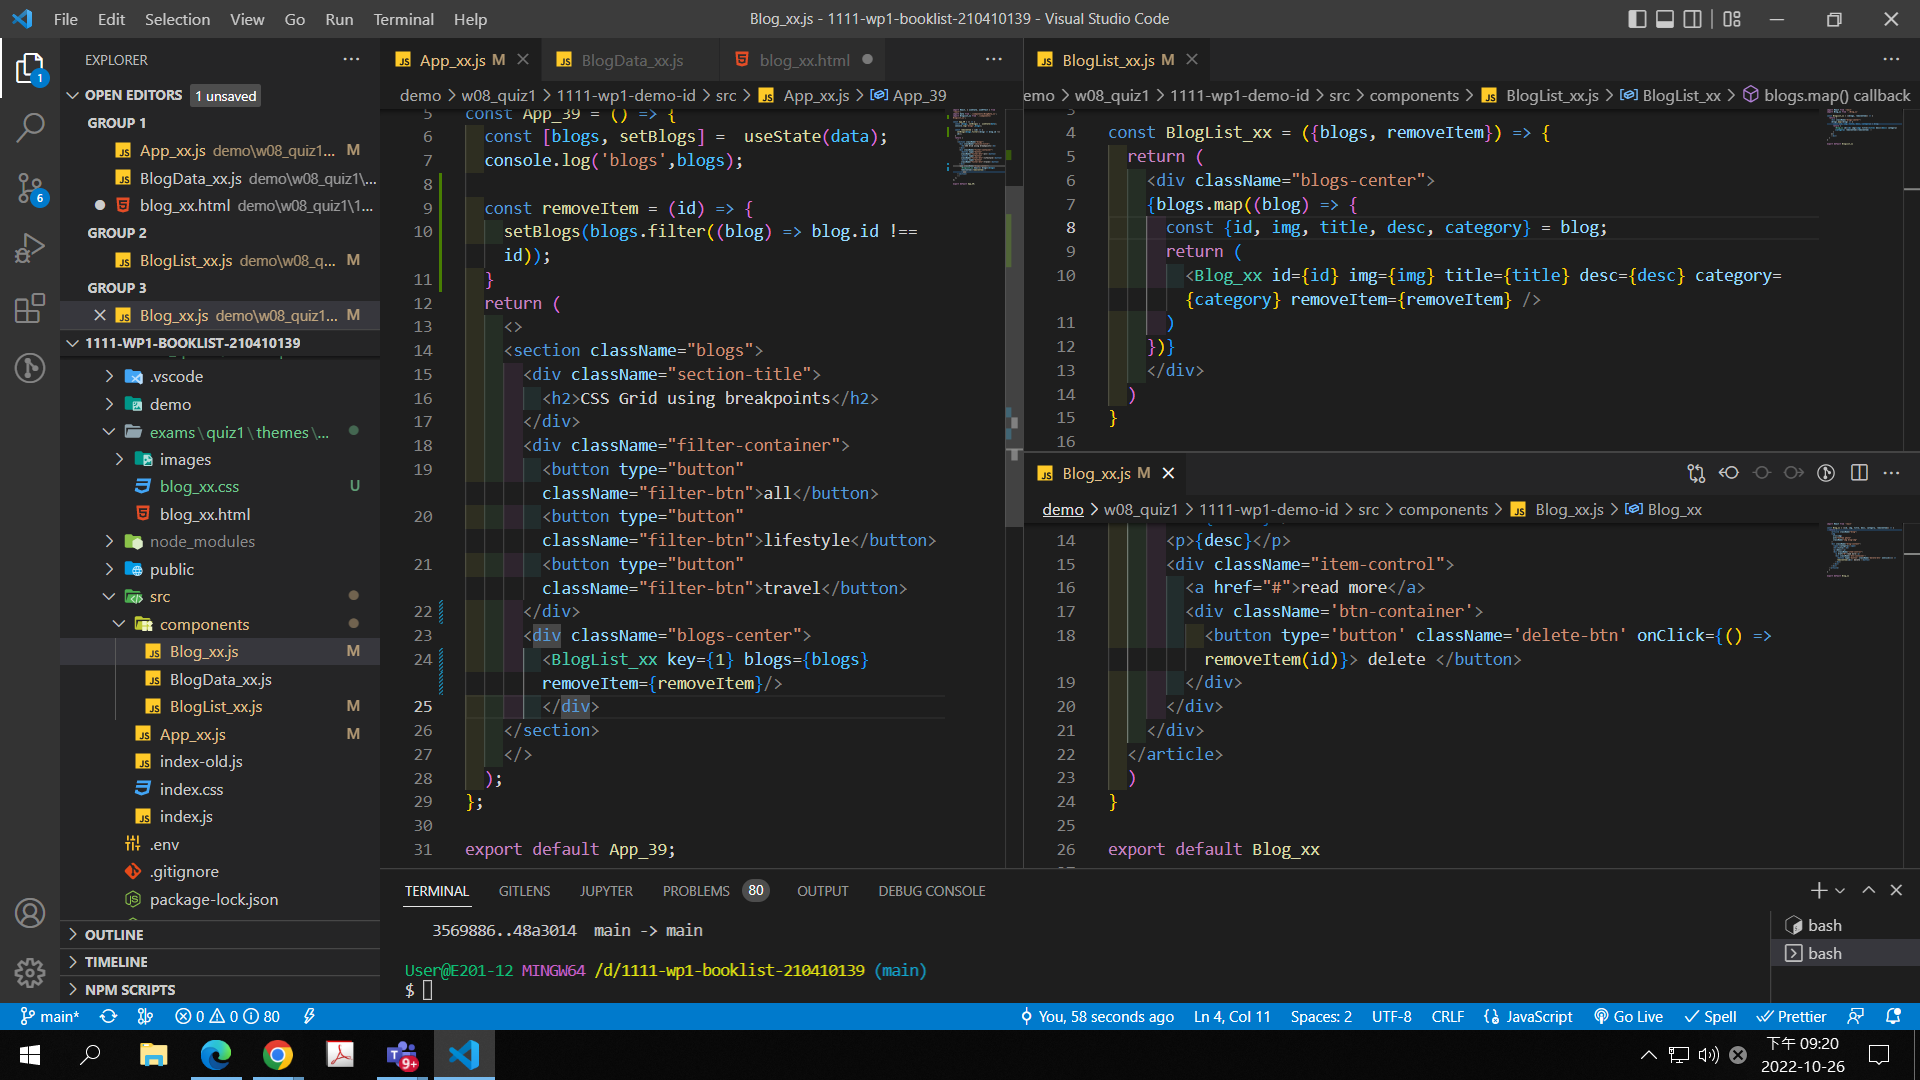 File Edit Selection View Go Run Terminal Help
Blog_xx.js - 1111-wp1-booklist-210410139 - Visual Studio Code
EXPLORER
OPEN EDITORS 1 unsaved
GROUP 1
App_xx.js demo\w08_quiz1... M
BlogData_xx.js demo\w08_quiz1\...
blog_xx.html demo\w08_quiz1\1...
GROUP 2
BlogList_xx.js demo\w08_q... M
GROUP 3
Blog_xx.js demo\w08_quiz1... M
1111-WP1-BOOKLIST-210410139
.vscode
demo
exams\quiz1\themes\...
images
blog_xx.css U
blog_xx.html
node_modules
public
src
components
Blog_xx.js M
BlogData_xx.js
BlogList_xx.js M
App_xx.js M
index-old.js
index.css
index.js
.env
.gitignore
package-lock.json
OUTLINE
TIMELINE
NPM SCRIPTS
1
6
App_xx.js M
BlogData_xx.js
blog_xx.html
demo > w08_quiz1 > 1111-wp1-demo-id > src > App_xx.js > App_39
5 const App_39 = () => {
6 const [blogs, setBlogs] = useState(data);
7 console.log('blogs',blogs);
8
9 const removeItem = (id) => {
10 setBlogs(blogs.filter((blog) => blog.id !==
id));
11 }
12 return (
13 <>
14 <section className="blogs">
15 <div className="section-title">
16 <h2>CSS Grid using breakpoints</h2>
17 </div>
18 <div className="filter-container">
19 <button type="button"
className="filter-btn">all</button>
20 <button type="button"
className="filter-btn">lifestyle</button>
21 <button type="button"
className="filter-btn">travel</button>
22 </div>
23 <div className="blogs-center">
24 <BlogList_xx key={1} blogs={blogs}
removeItem={removeItem}/>
25 </div>
26 </section>
27 </>
28 );
29 };
30
31 export default App_39;
BlogList_xx.js M
emo > w08_quiz1 > 1111-wp1-demo-id > src > components > BlogList_xx.js > BlogList_xx > blogs.map() callback
3
4 const BlogList_xx = ({blogs, removeItem}) => {
5 return (
6 <div className="blogs-center">
7 {blogs.map((blog) => {
8 const {id, img, title, desc, category} = blog;
9 return (
10 <Blog_xx id={id} img={img} title={title} desc={desc} category=
{category} removeItem={removeItem} />
11 )
12 })}
13 </div>
14 )
15 }
16
Blog_xx.js M
demo > w08_quiz1 > 1111-wp1-demo-id > src > components > Blog_xx.js > Blog_xx
14 <p>{desc}</p>
15 <div className="item-control">
16 <a href="#">read more</a>
17 <div className='btn-container'>
18 <button type='button' className='delete-btn' onClick={() =>
removeItem(id)}> delete </button>
19 </div>
20 </div>
21 </div>
22 </article>
23 )
24 }
25
26 export default Blog_xx
TERMINAL GITLENS JUPYTER PROBLEMS 80 OUTPUT DEBUG CONSOLE
3569886..48a3014 main -> main
User@E201-12 MINGW64 /d/1111-wp1-booklist-210410139 (main)
$
bash
bash
main* 0 0 80 You, 58 seconds ago Ln 4, Col 11 Spaces: 2 UTF-8 CRLF JavaScript Go Live Spell Prettier
9+
下午 09:20
2022-10-26